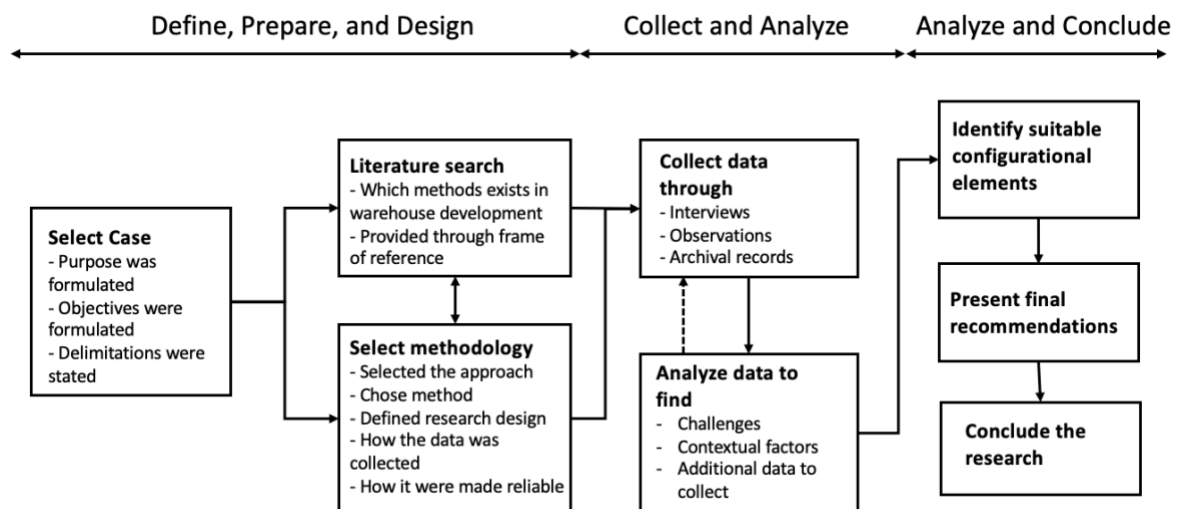 Define, Prepare, and Design
Collect and Analyze
Analyze and Conclude
Select Case
- Purpose was
formulated
- Objectives were
formulated
- Delimitations were
stated
Literature search
- Which methods exists in
warehouse development
- Provided through frame
of reference
Select methodology
- Selected the approach
- Chose method
- Defined research design
- How the data was
collected
- How it were made reliable
Collect data
through
- Interviews
- Observations
- Archival records
Analyze data to
find
- Challenges
- Contextual factors
- Additional data to
collect
Identify suitable
configurational
elements
Present final
recommendations
Conclude the
research